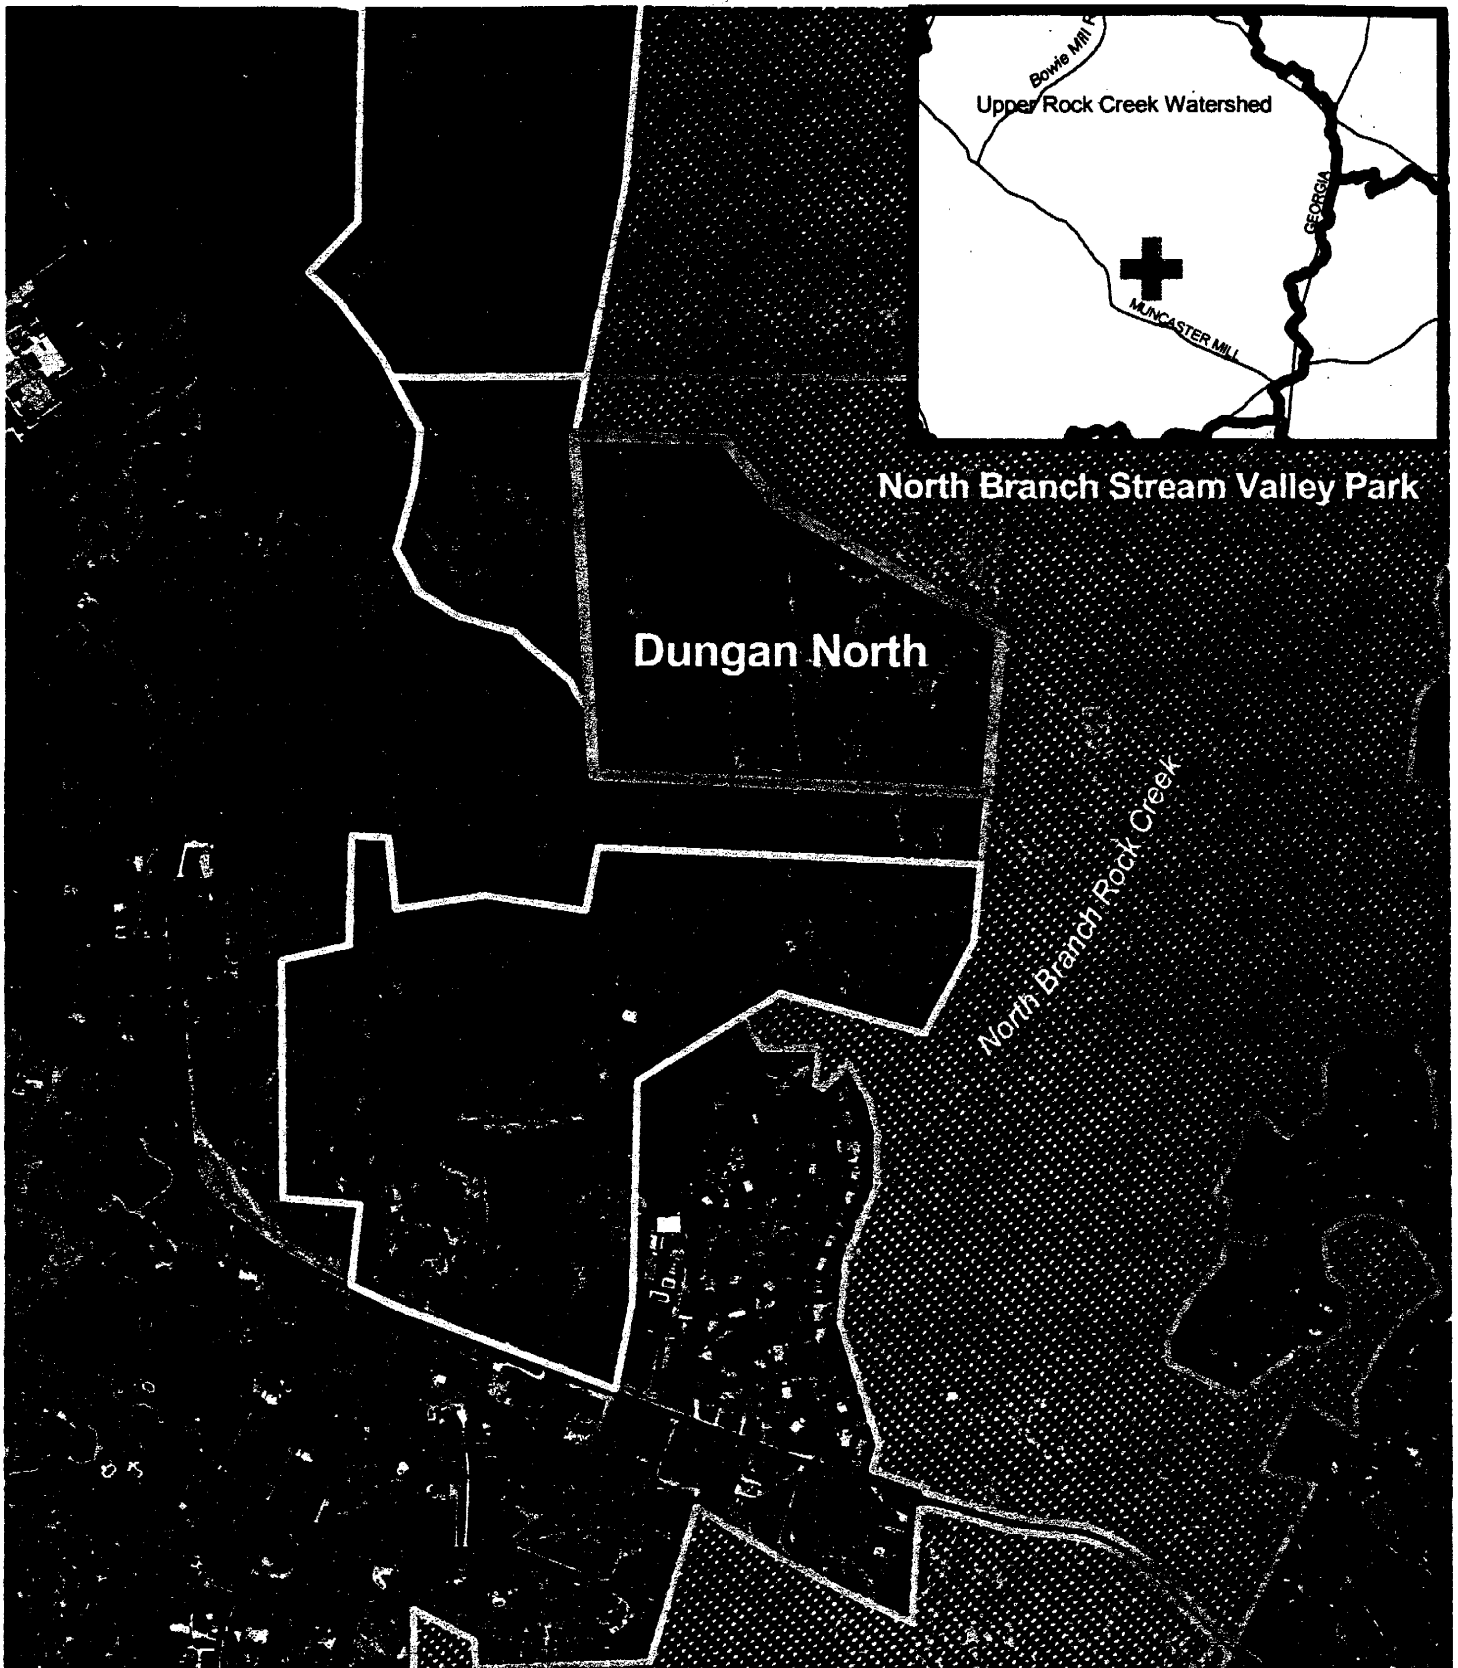 Bowie Mill R
Upper Rock Creek Watershed
GEORGIA
MUNCASTER MILL
North Branch Stream Valley Park
Dungan North
North Branch Rock Creek